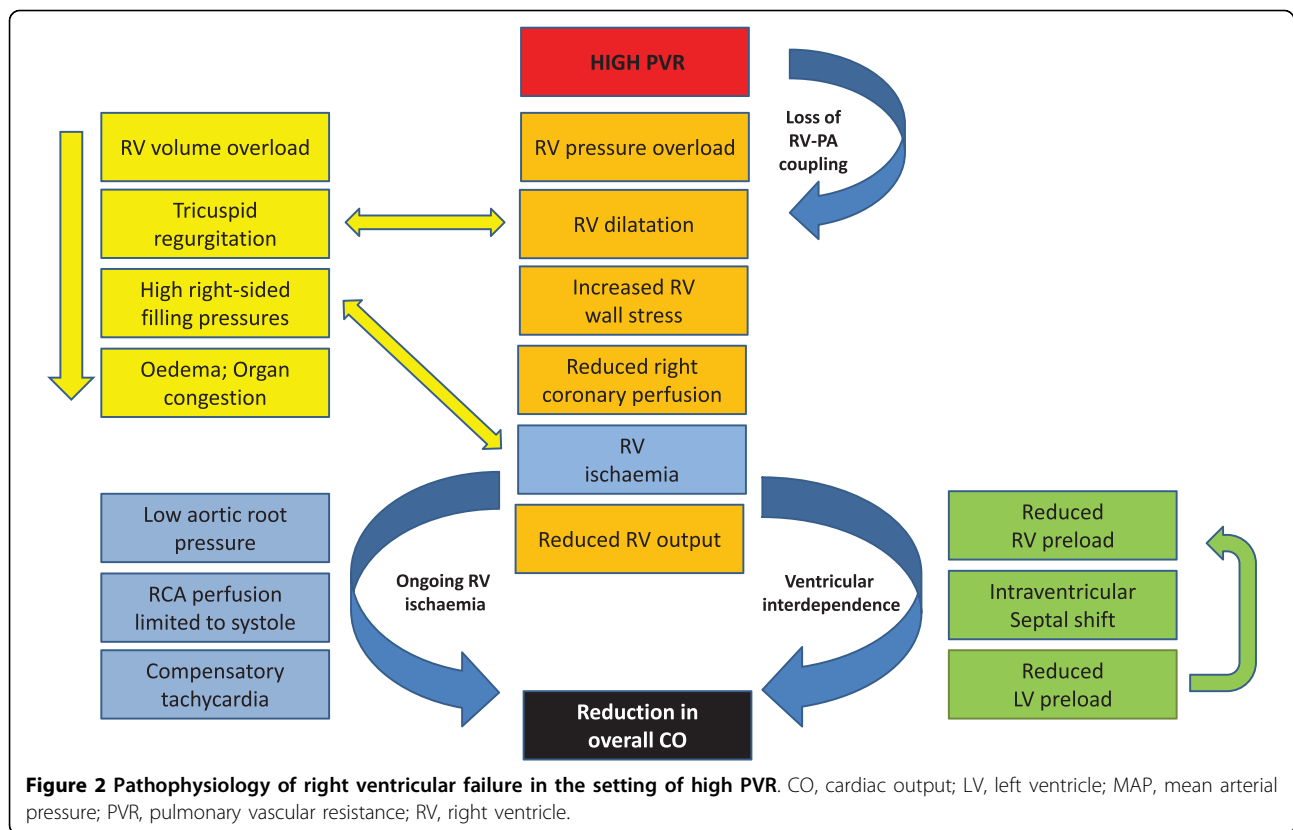 HIGH PVR
Loss of
RV-PA
coupling
RV volume overload
RV pressure overload
Tricuspid
regurgitation
RV dilatation
High right-sided
filling pressures
Increased RV
wall stress
Oedema; Organ
congestion
Reduced right
coronary perfusion
RV
ischaemia
Low aortic root
pressure
Reduced RV output
Reduced
RV preload
Ongoing RV
ischaemia
Ventricular
interdependence
RCA perfusion
limited to systole
Intraventricular
Septal shift
Compensatory
tachycardia
Reduced
LV preload
Reduction in
overall CO
Figure 2 Pathophysiology of right ventricular failure in the setting of high PVR. CO, cardiac output; LV, left ventricle; MAP, mean arterial
pressure; PVR, pulmonary vascular resistance; RV, right ventricle.